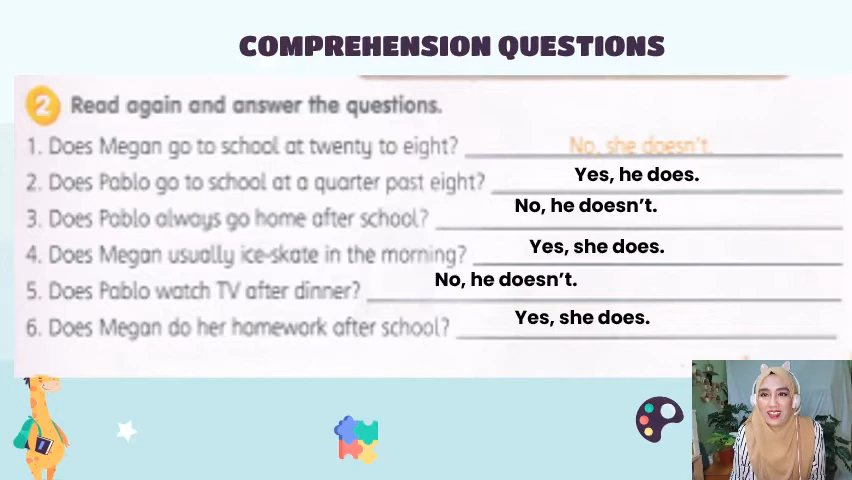 COMPREHENSION QUESTIONS
2 Read again and answer the questions.
1. Does Megan go to school at twenty to eight? No, she doesn't.
2. Does Pablo go to school at a quarter past eight? Yes, he does.
3. Does Pablo always go home after school? No, he doesn't.
4. Does Megan usually ice-skate in the morning? Yes, she does.
5. Does Pablo watch TV after dinner? No, he doesn't.
6. Does Megan do her homework after school? Yes, she does.